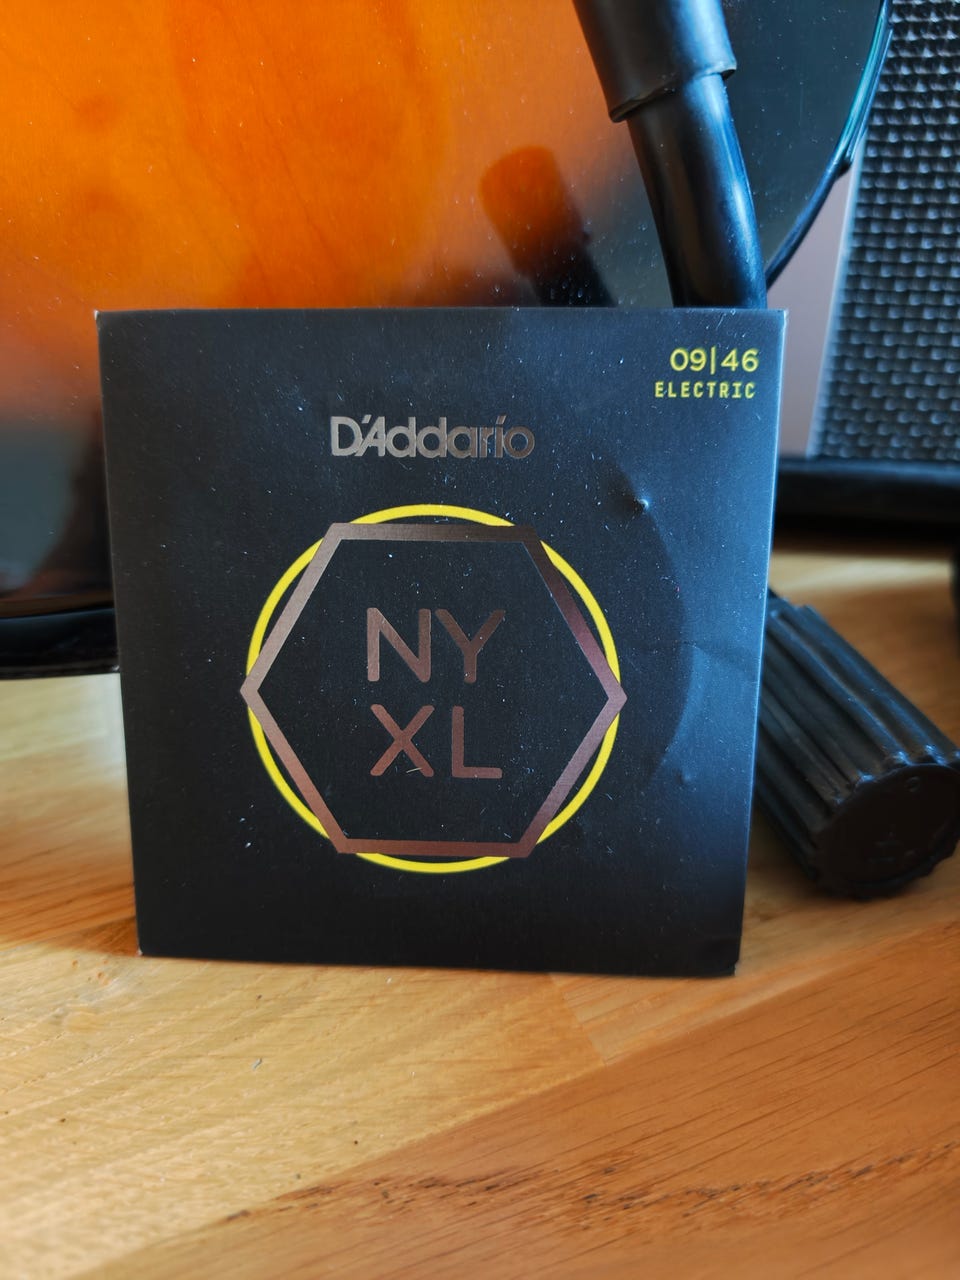 09|46
ELECTRIC
D'Addario
NY
XL